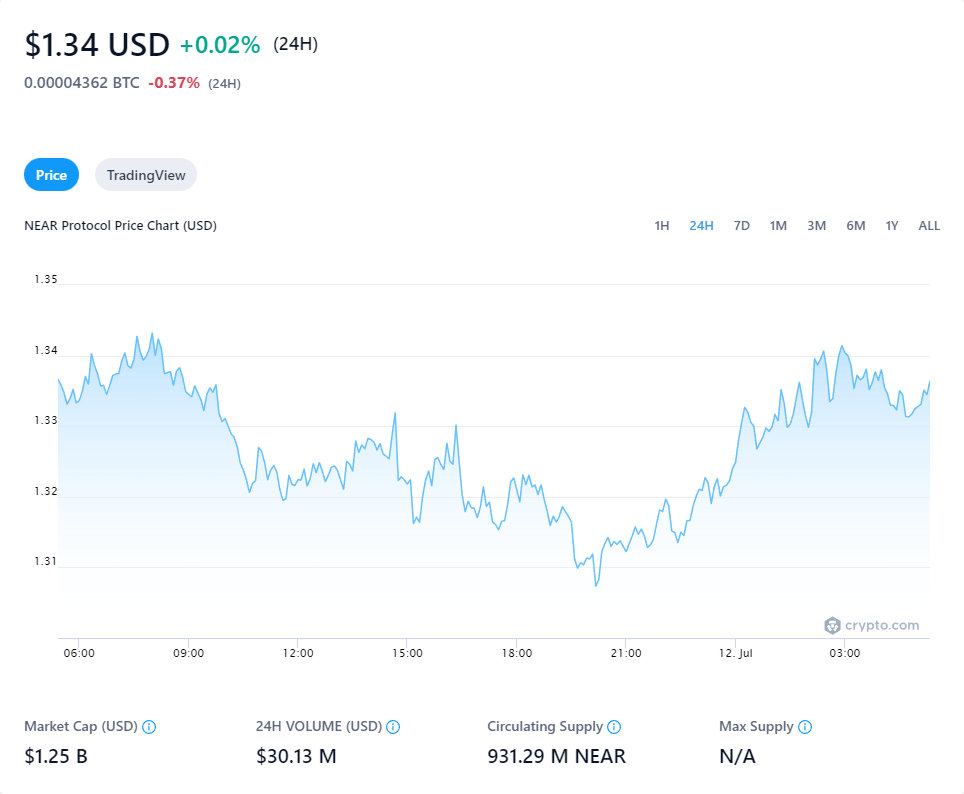 $1.34 USD +0.02% (24H)
0.00004362 BTC -0.37% (24H)
Price TradingView
NEAR Protocol Price Chart (USD) 1H 24H 7D 1M 3M 6M 1Y ALL
1.35
1.34
1.33
1.32
1.31
crypto.com
06:00 09:00 12:00 15:00 18:00 21:00 12. Jul 03:00
Market Cap (USD) 24H VOLUME (USD) Circulating Supply Max Supply
$1.25 B $30.13 M 931.29 M NEAR N/A